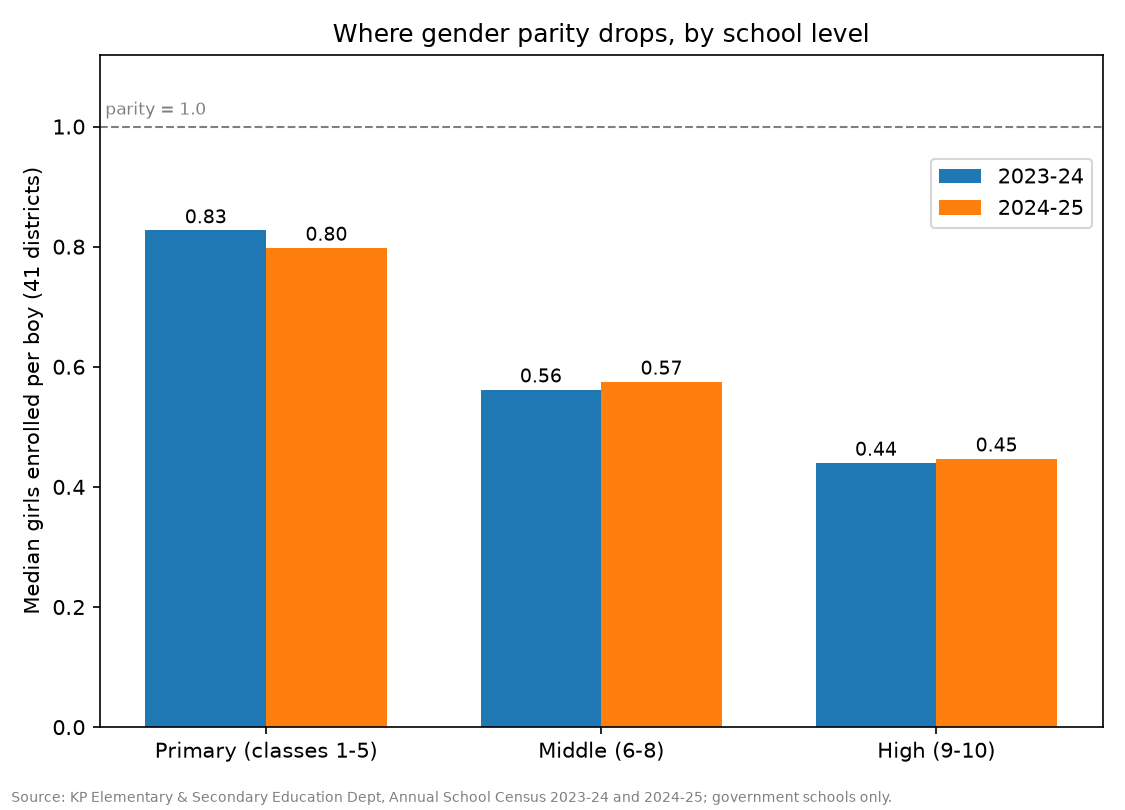 Where gender parity drops, by school level
parity = 1.0
2023-24
2024-25
Median girls enrolled per boy (41 districts)
1.0
0.8
0.6
0.4
0.2
0.0
0.83
0.80
0.56
0.57
0.44
0.45
Primary (classes 1-5)
Middle (6-8)
High (9-10)
Source: KP Elementary & Secondary Education Dept, Annual School Census 2023-24 and 2024-25; government schools only.